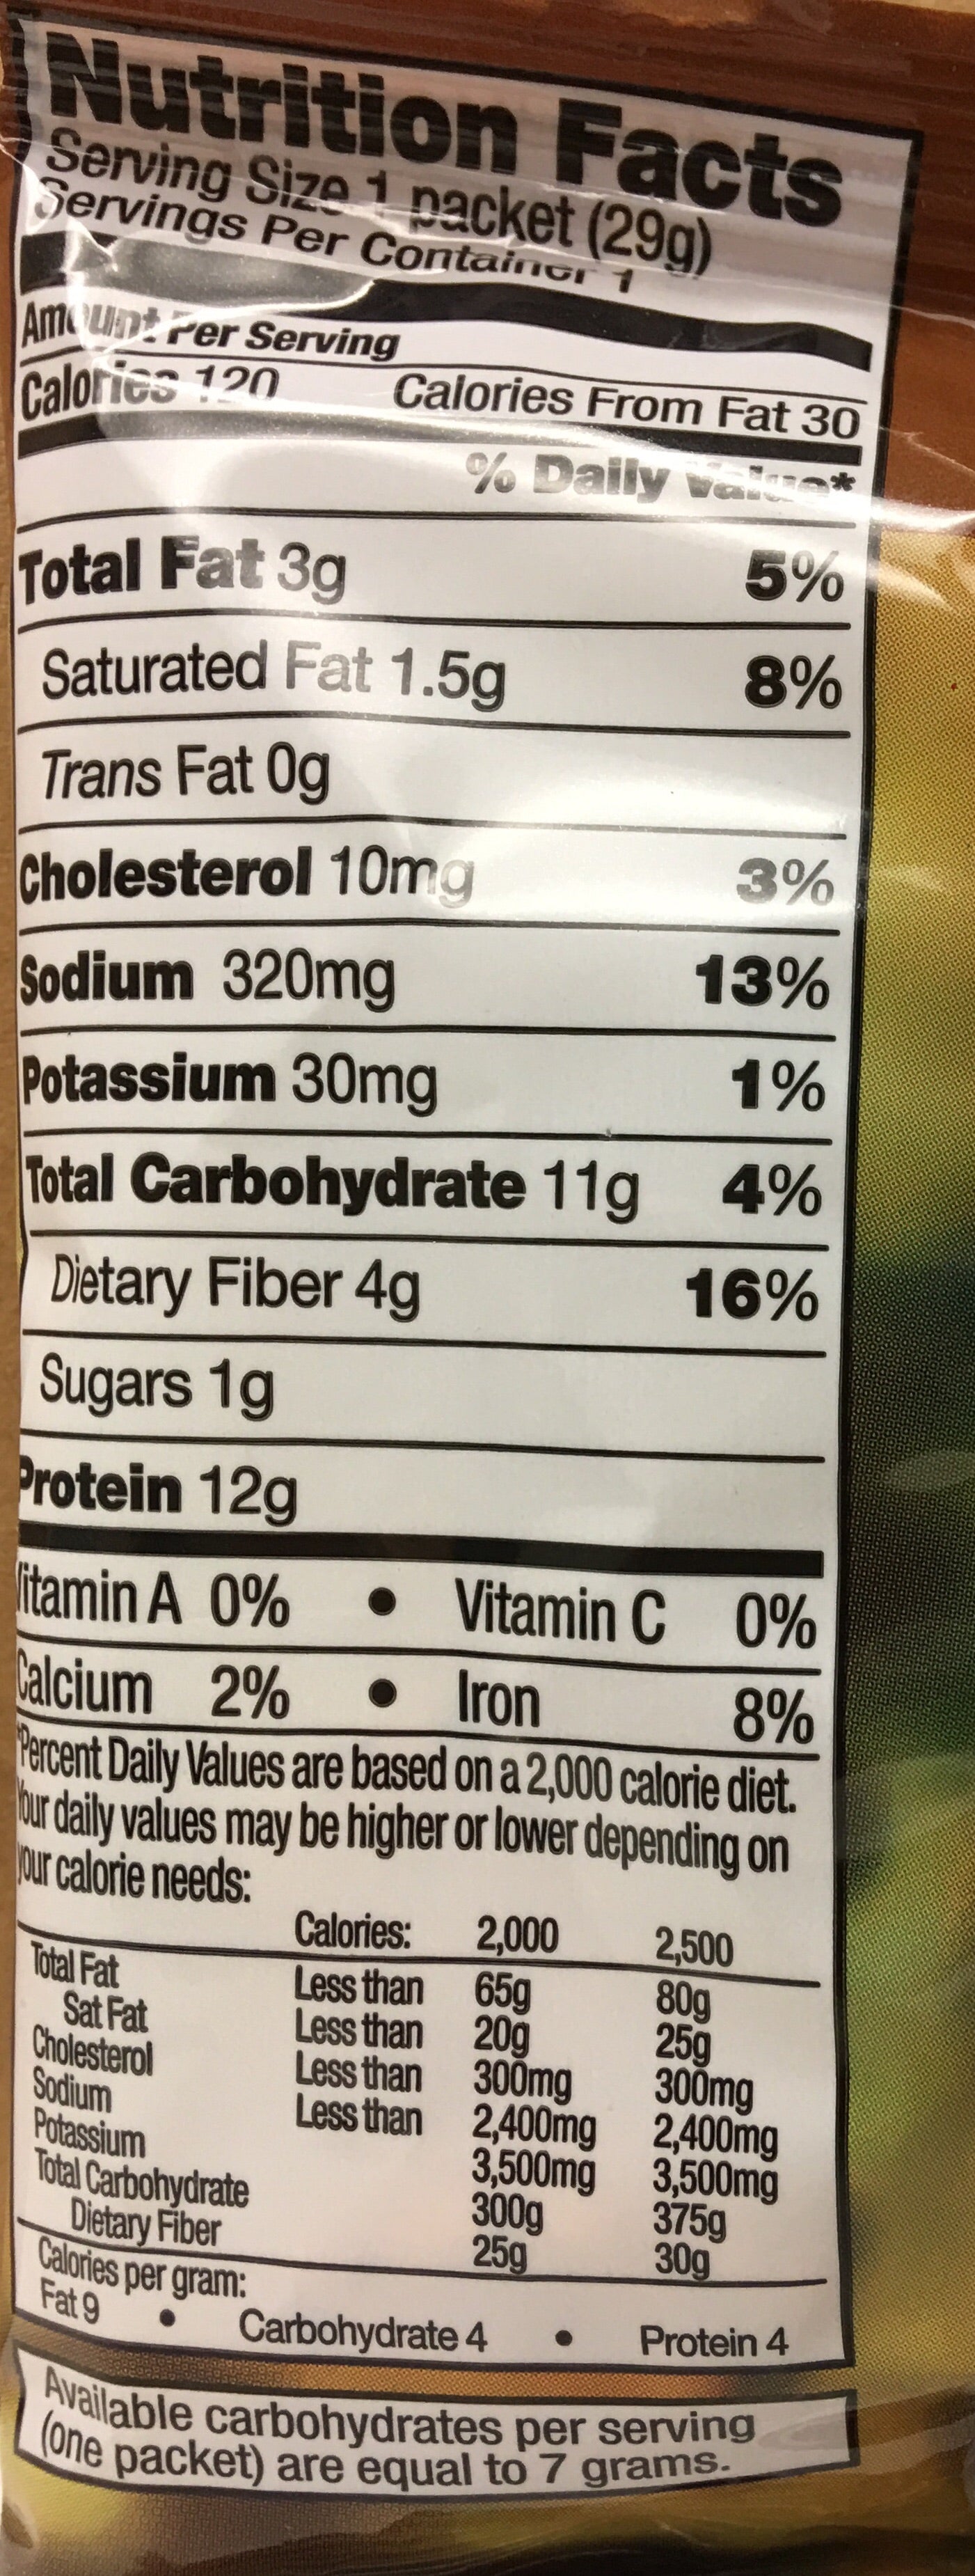 Nutrition Facts
Serving Size 1 packet (29g)
Servings Per Container 1
Amount Per Serving
Calories 120 Calories From Fat 30
% Daily Value*
Total Fat 3g 5%
Saturated Fat 1.5g 8%
Trans Fat 0g
Cholesterol 10mg 3%
Sodium 320mg 13%
Potassium 30mg 1%
Total Carbohydrate 11g 4%
Dietary Fiber 4g 16%
Sugars 1g
Protein 12g
Vitamin A 0% • Vitamin C 0%
Calcium 2% • Iron 8%
*Percent Daily Values are based on a 2,000 calorie diet.
Your daily values may be higher or lower depending on
your calorie needs:
Calories: 2,000 2,500
Total Fat Less than 65g 80g
Sat Fat Less than 20g 25g
Cholesterol Less than 300mg 300mg
Sodium Less than 2,400mg 2,400mg
Potassium 3,500mg 3,500mg
Total Carbohydrate 300g 375g
Dietary Fiber 25g 30g
Calories per gram:
Fat 9 • Carbohydrate 4 • Protein 4
Available carbohydrates per serving
(one packet) are equal to 7 grams.